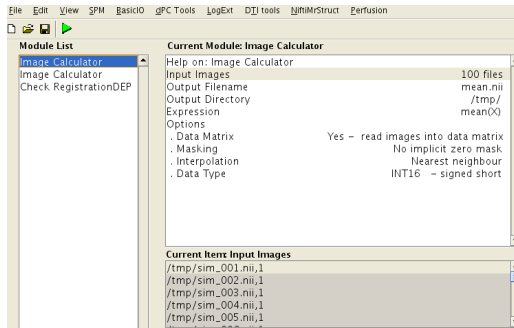 File Edit View SPM BasicIO dPC Tools LogExt DTI tools NiftiMrStruct Perfusion
Module List
Image Calculator
Image Calculator
Check RegistrationDEP
Current Module: Image Calculator
Help on: Image Calculator
Input Images 100 files
Output Filename mean.nii
Output Directory /tmp/
Expression mean(X)
Options
. Data Matrix Yes – read images into data matrix
. Masking No implicit zero mask
. Interpolation Nearest neighbour
. Data Type INT16 – signed short
Current Item: Input Images
/tmp/sim_001.nii,1
/tmp/sim_002.nii,1
/tmp/sim_003.nii,1
/tmp/sim_004.nii,1
/tmp/sim_005.nii,1